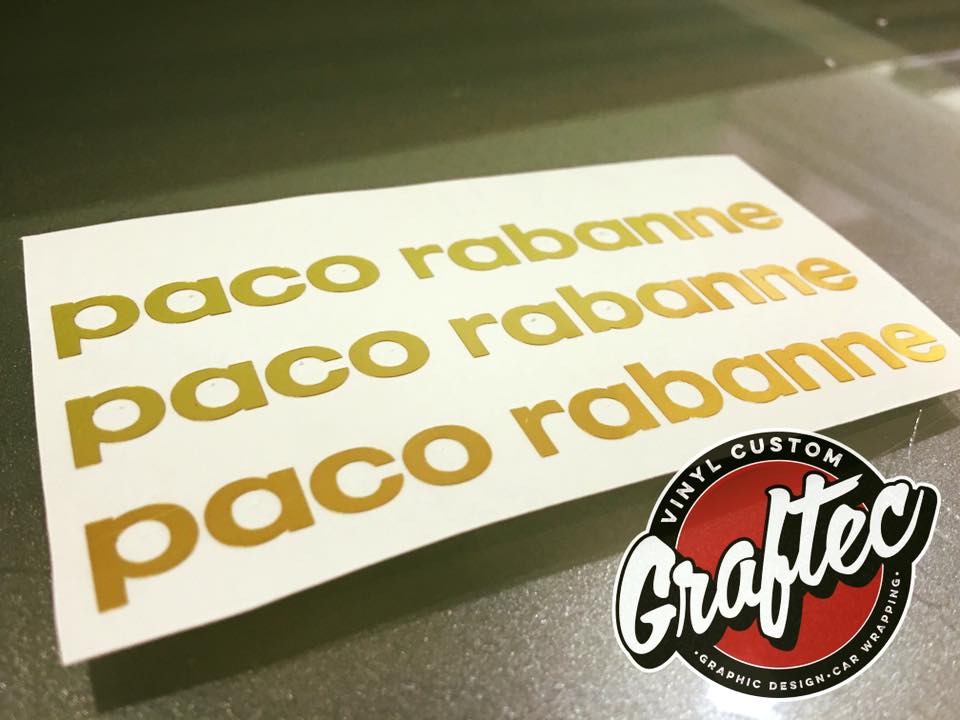 paco rabanne
paco rabanne
paco rabanne
VINYL CUSTOM
Graftec
·GRAPHIC DESIGN·CAR WRAPPING·